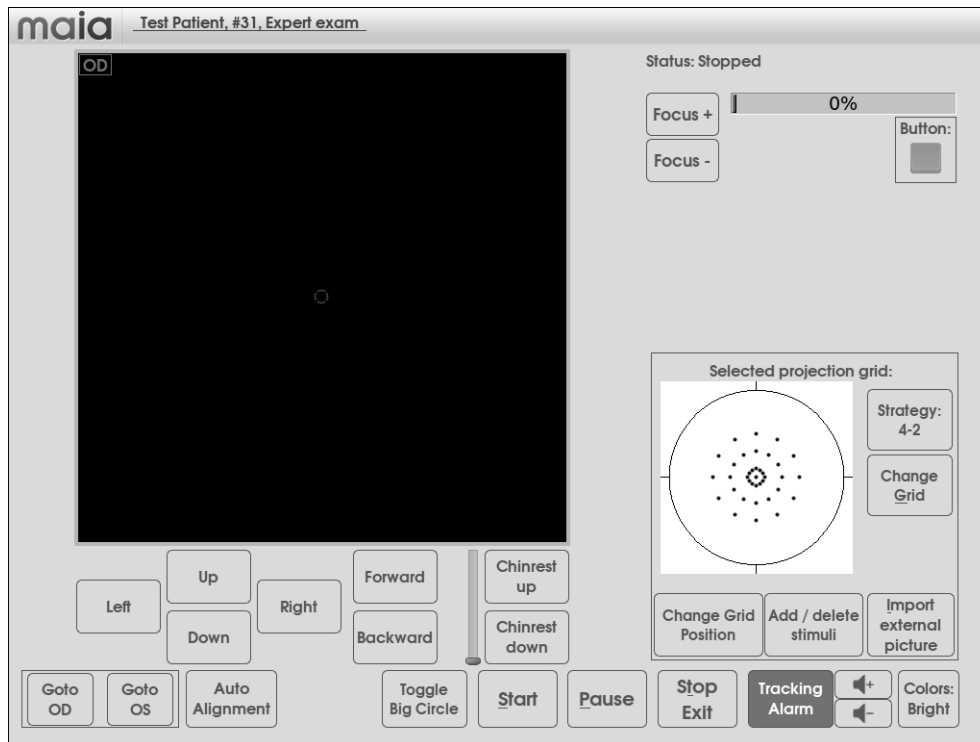 maia
Test Patient, #31, Expert exam
OD
Status: Stopped
Focus +
0%
Button:
Focus -
Selected projection grid:
Strategy:
4-2
Change
Grid
Change Grid
Position
Add / delete
stimuli
Import
external
picture
Left
Up
Down
Right
Forward
Backward
Chinrest
up
Chinrest
down
Goto
OD
Goto
OS
Auto
Alignment
Toggle
Big Circle
Start
Pause
Stop
Exit
Tracking
Alarm
+
-
Colors:
Bright